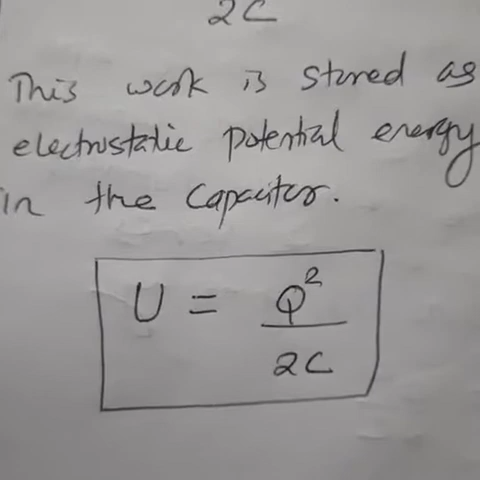 2C
This work is stored as
electrostatic potential energy
in the capacitor.
U = Q²
2C